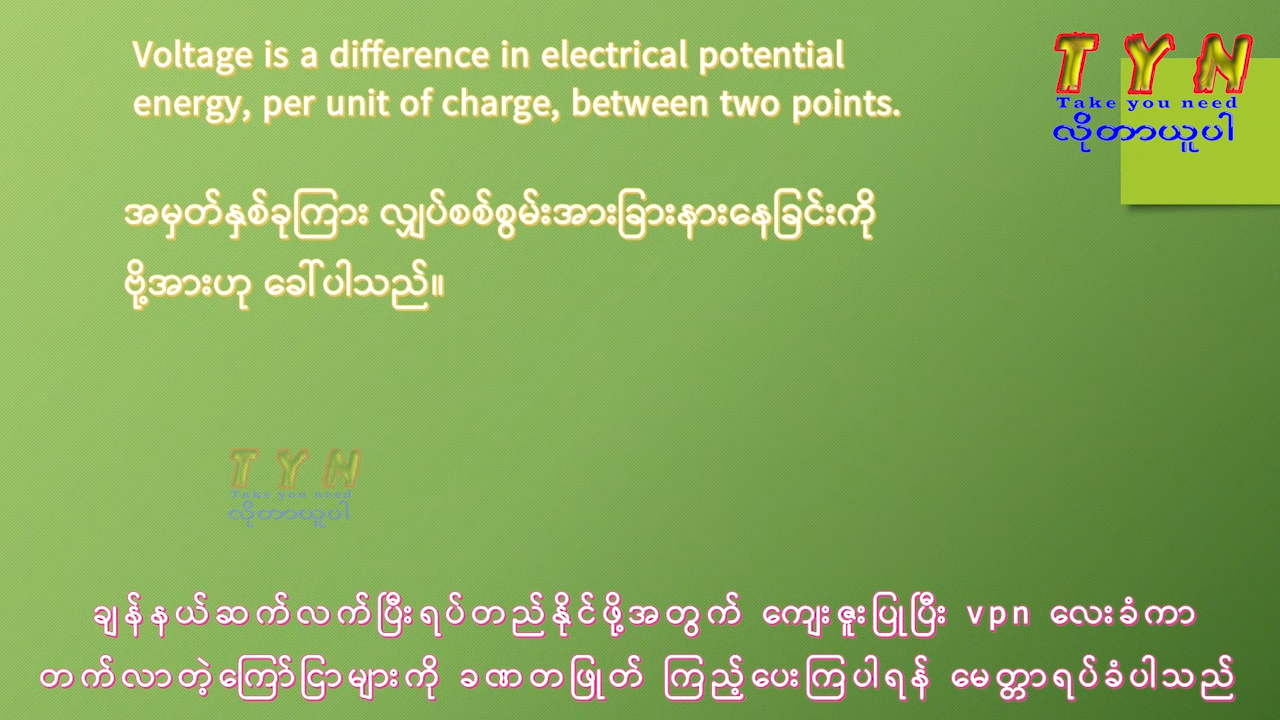 Voltage is a difference in electrical potential
energy, per unit of charge, between two points.
TYN
Take you need
လိုတာယူပါ
အမှတ်နှစ်ခုကြား လျှပ်စစ်စွမ်းအားခြားနားနေခြင်းကို
ဗို့အားဟု ခေါ်ပါသည်။
TYN
Take you need
လိုတာယူပါ
ချန်နယ်ဆက်လက်ပြီးရပ်တည်နိုင်ဖို့အတွက် ကျေးဇူးပြုပြီး vpn လေးခံကာ
တက်လာတဲ့ကြော်ငြာများကို ခဏတဖြုတ် ကြည့်ပေးကြပါရန် မေတ္တာရပ်ခံပါသည်